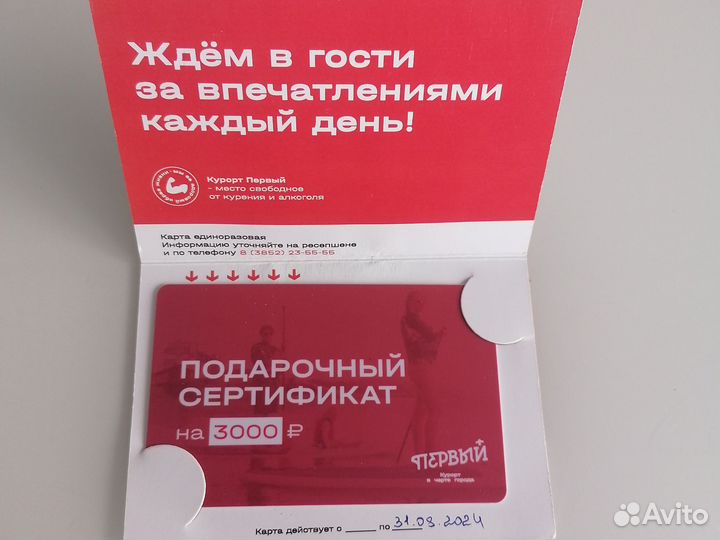 Ждём в гости
за впечатлениями
каждый день!
Курорт Первый
- место свободное
от курения и алкоголя
Карта единоразовая
Информацию уточняйте на ресепшене
и по телефону 8 (3852) 23-55-55
ПОДАРОЧНЫЙ
СЕРТИФИКАТ
на 3000 ₽
ПЕРВЫЙ
Курорт
в черте города
Карта действует с ____ по 31.08.2024
Avito